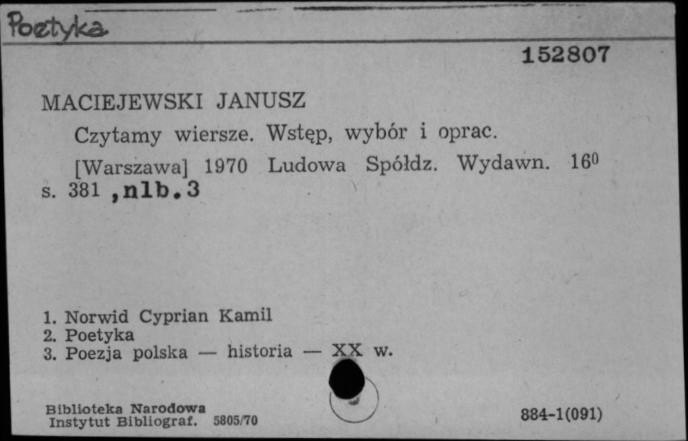 Poetyka
152807
MACIEJEWSKI JANUSZ
Czytamy wiersze. Wstęp, wybór i oprac.
[Warszawa] 1970 Ludowa Spółdz. Wydawn. 16⁰
s. 381 ,nlb.3
1. Norwid Cyprian Kamil
2. Poetyka
3. Poezja polska — historia — XX w.
Biblioteka Narodowa
Instytut Bibliograf. 5805/70
884-1(091)